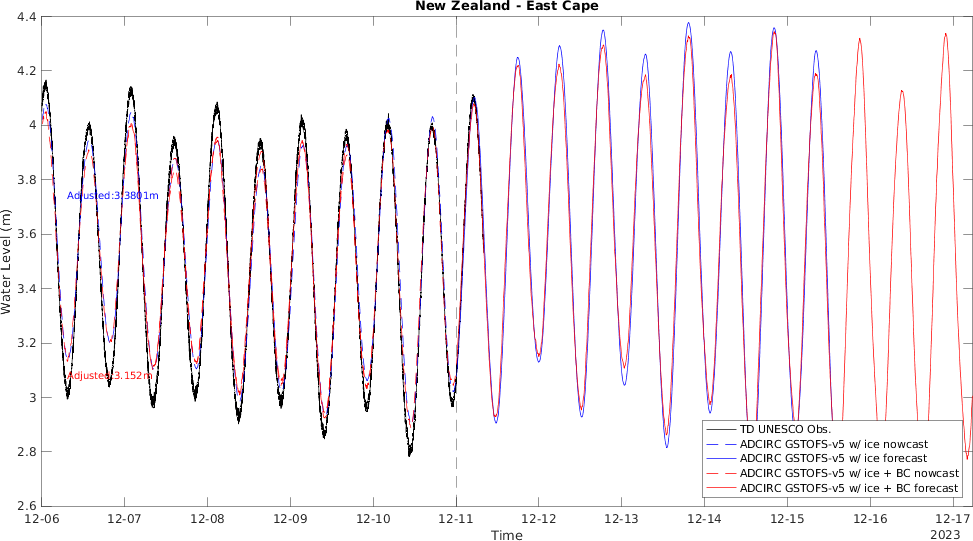 New Zealand - East Cape
4.4
4.2
4
3.8
3.6
3.4
3.2
3
2.8
2.6
Water Level (m)
Adjusted:3.3801m
Adjusted:3.152m
TD UNESCO Obs.
ADCIRC GSTOFS-v5 w/ ice nowcast
ADCIRC GSTOFS-v5 w/ ice forecast
ADCIRC GSTOFS-v5 w/ ice + BC nowcast
ADCIRC GSTOFS-v5 w/ ice + BC forecast
12-06 12-07 12-08 12-09 12-10 12-11 12-12 12-13 12-14 12-15 12-16 12-17
Time
2023